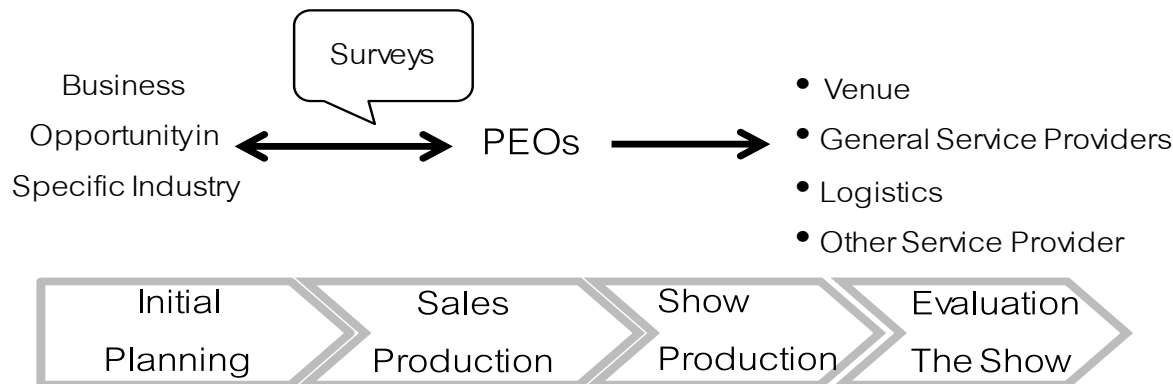 Surveys
Business
Opportunityin
Specific Industry
PEOs
• Venue
• General Service Providers
• Logistics
• Other Service Provider
Initial
Planning
Sales
Production
Show
Production
Evaluation
The Show